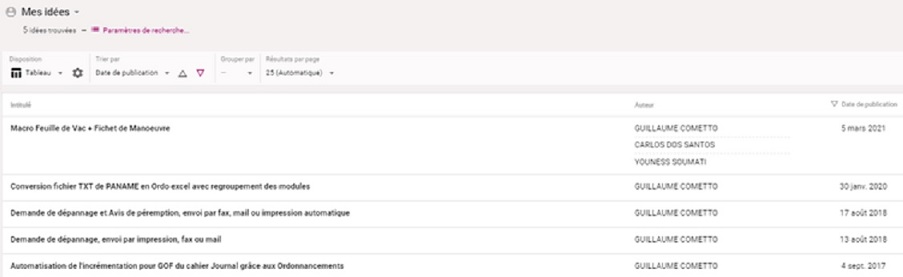 Mes idées
5 idées trouvées – Paramètres de recherche...
Disposition Trier par Grouper par Résultats par page
Tableau Date de publication -- 25 (Automatique)
Intitulé Auteur Date de publication
Macro Feuille de Vac + Fichet de Manoeuvre GUILLAUME COMETTO 5 mars 2021
CARLOS DOS SANTOS
YOUNESS SOUMATI
Conversion fichier TXT de PANAME en Ordo excel avec regroupement des modules GUILLAUME COMETTO 30 janv. 2020
Demande de dépannage et Avis de péremption, envoi par fax, mail ou impression automatique GUILLAUME COMETTO 17 août 2018
Demande de dépannage, envoi par impression, fax ou mail GUILLAUME COMETTO 13 août 2018
Automatisation de l'incrémentation pour GOF du cahier Journal grâce aux Ordonnancements GUILLAUME COMETTO 4 sept. 2017